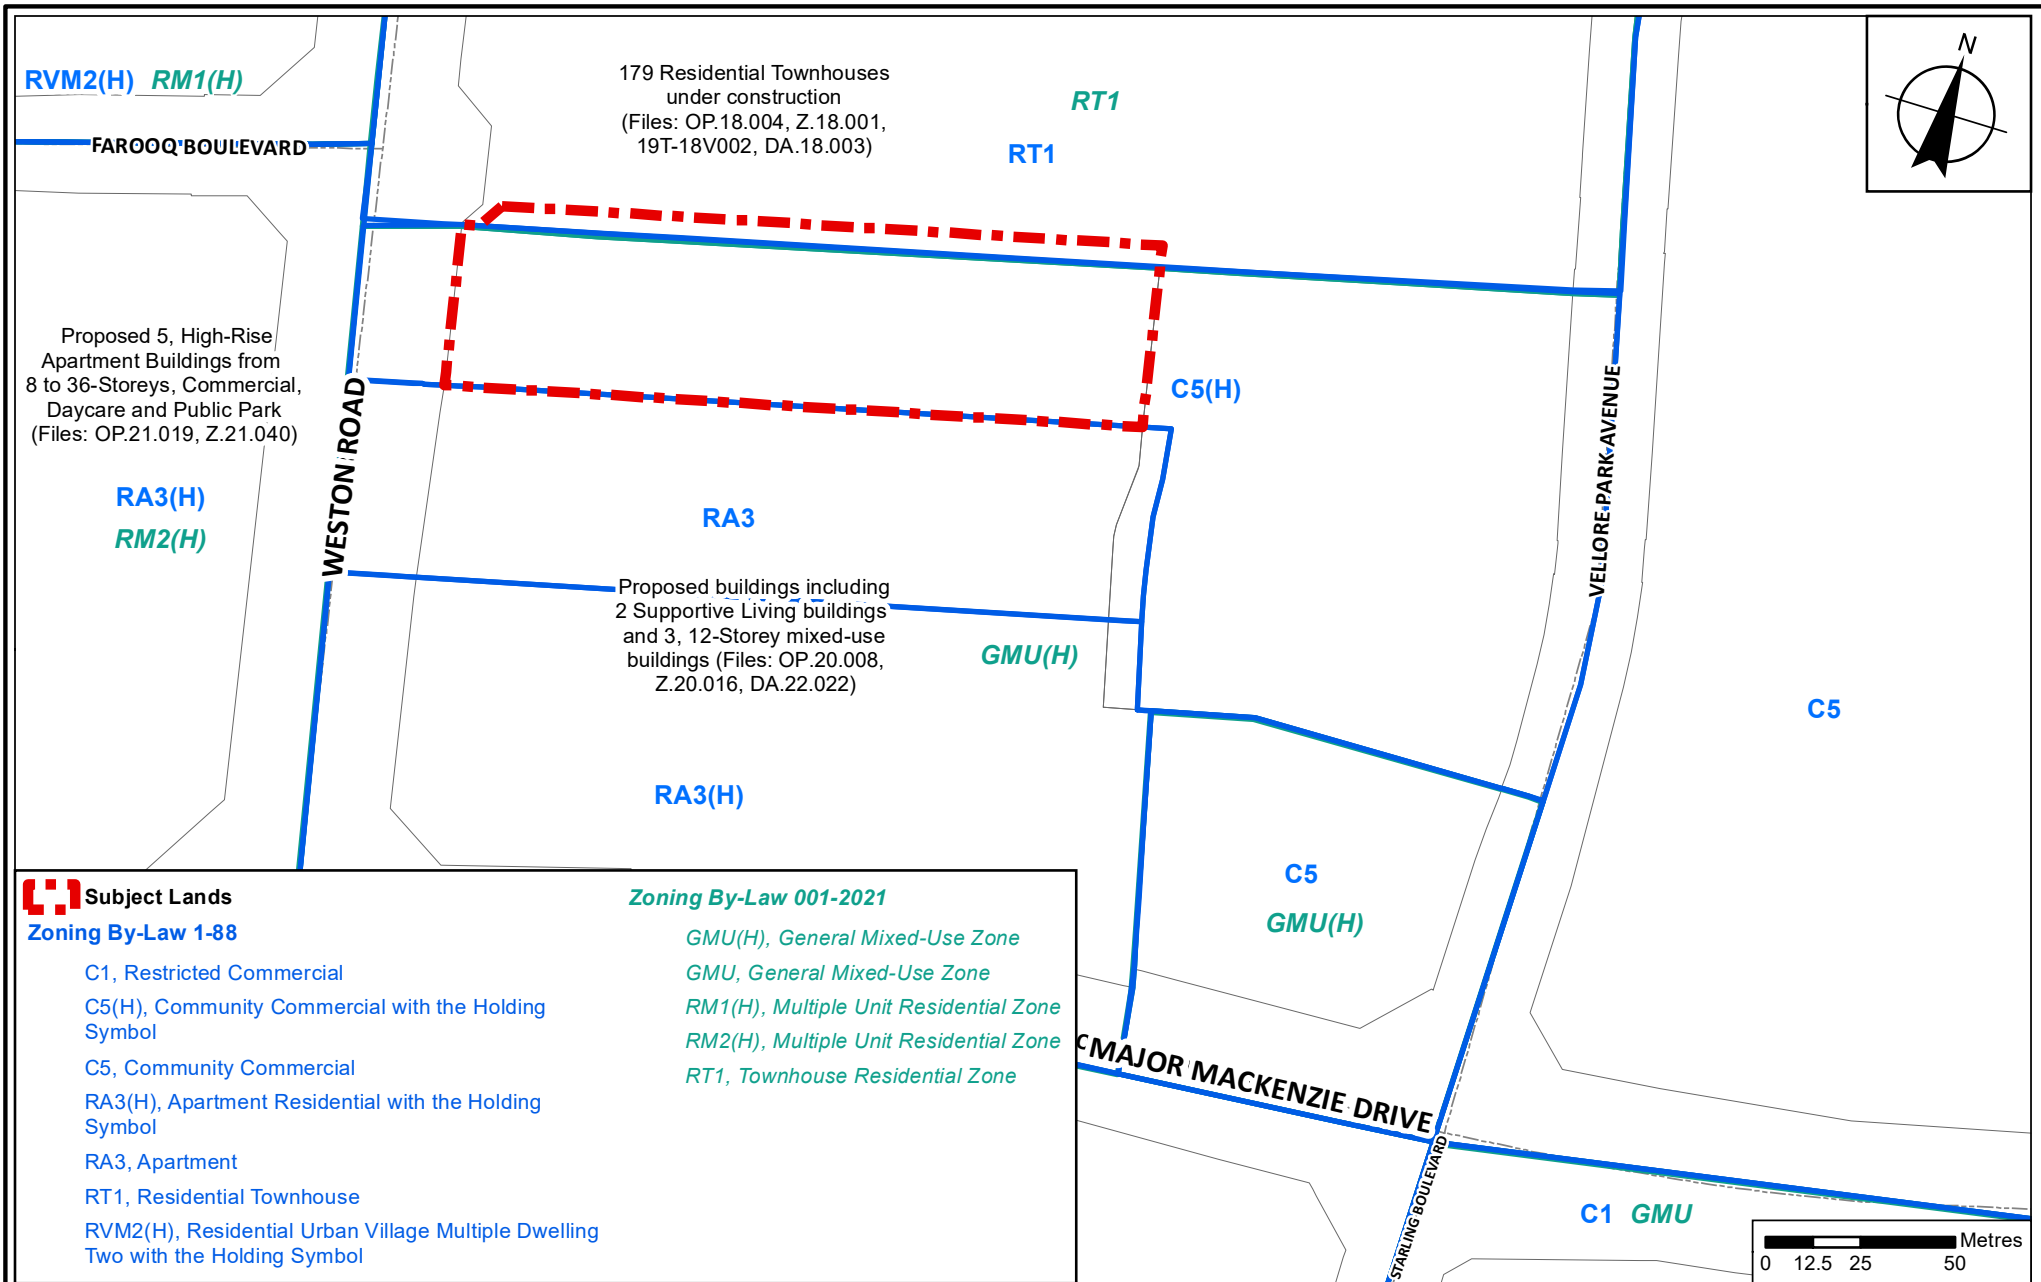 RVM2(H) RM1(H)
FAROOQ BOULEVARD
179 Residential Townhouses
under construction
(Files: OP.18.004, Z.18.001,
19T-18V002, DA.18.003)
RT1
RT1
N
Proposed 5, High-Rise
Apartment Buildings from
8 to 36-Storeys, Commercial,
Daycare and Public Park
(Files: OP.21.019, Z.21.040)
RA3(H)
RM2(H)
WESTON ROAD
C5(H)
VELLORE PARK AVENUE
RA3
Proposed buildings including
2 Supportive Living buildings
and 3, 12-Storey mixed-use
buildings (Files: OP.20.008,
Z.20.016, DA.22.022)
GMU(H)
C5
RA3(H)
C5
GMU(H)
MAJOR MACKENZIE DRIVE
STARLING BOULEVARD
C1 GMU
Subject Lands
Zoning By-Law 1-88
C1, Restricted Commercial
C5(H), Community Commercial with the Holding
Symbol
C5, Community Commercial
RA3(H), Apartment Residential with the Holding
Symbol
RA3, Apartment
RT1, Residential Townhouse
RVM2(H), Residential Urban Village Multiple Dwelling
Two with the Holding Symbol
Zoning By-Law 001-2021
GMU(H), General Mixed-Use Zone
GMU, General Mixed-Use Zone
RM1(H), Multiple Unit Residential Zone
RM2(H), Multiple Unit Residential Zone
RT1, Townhouse Residential Zone
Metres
0 12.5 25 50